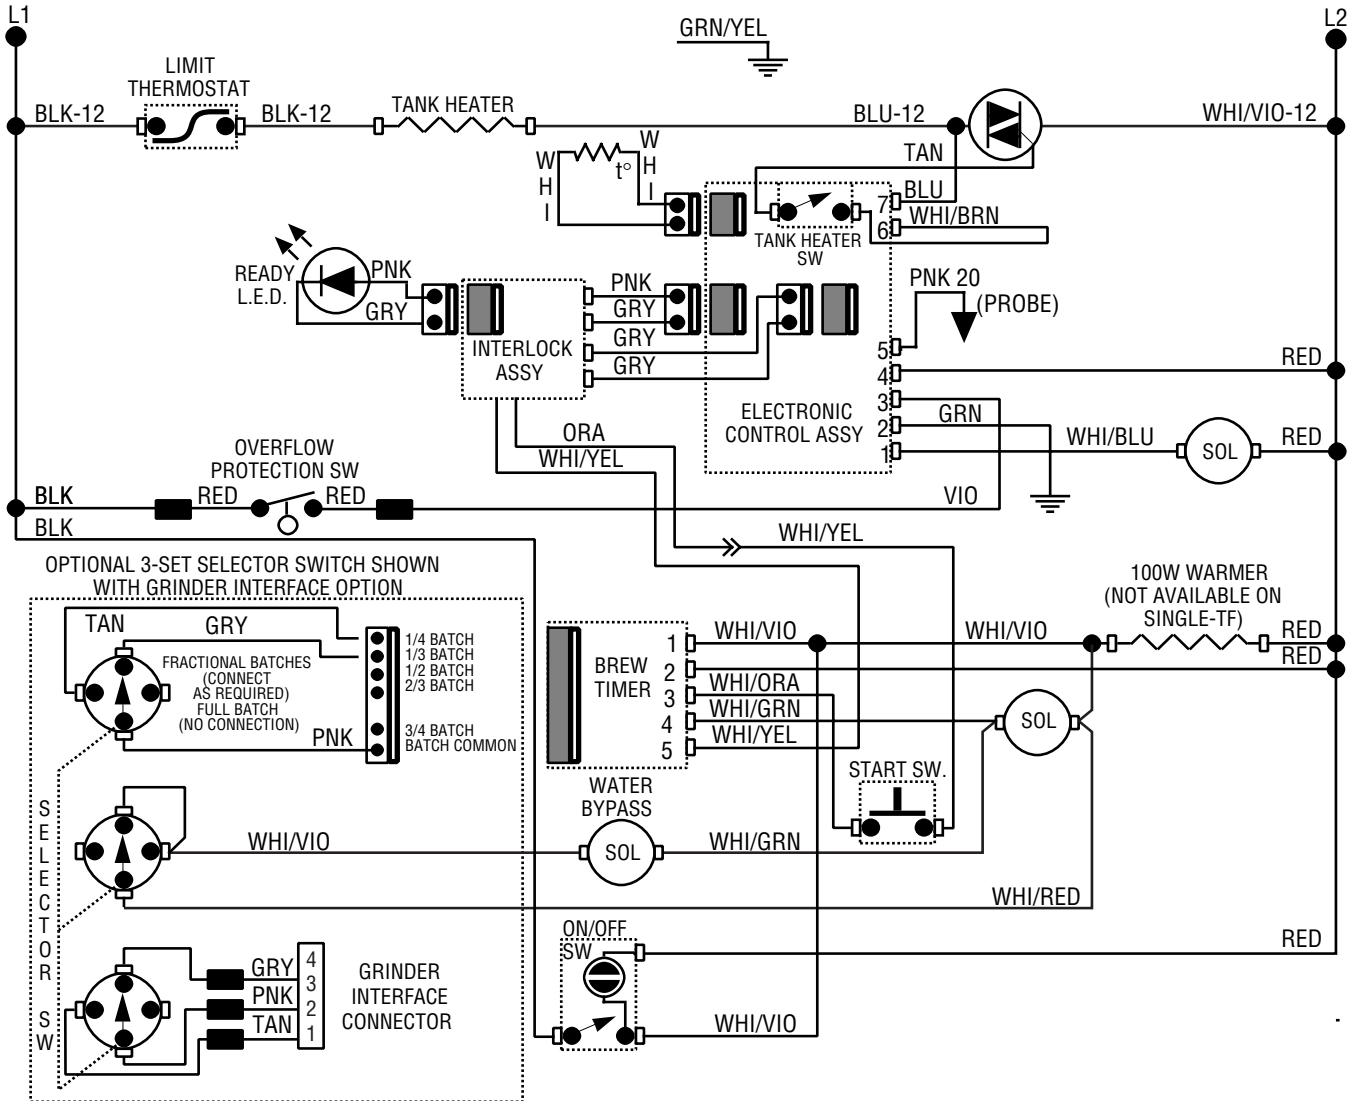 L1
L2
GRN/YEL
LIMIT
THERMOSTAT
BLK-12
BLK-12
TANK HEATER
BLU-12
WHI/VIO-12
W
H
I
W
H
I
t°
TAN
BLU
7
WHI/BRN
6
TANK HEATER
SW
READY
L.E.D.
PNK
GRY
PNK
GRY
GRY
GRY
INTERLOCK
ASSY
PNK 20
(PROBE)
5
4
RED
3
2
GRN
1
ELECTRONIC
CONTROL ASSY
WHI/BLU
SOL
RED
ORA
WHI/YEL
OVERFLOW
PROTECTION SW
BLK
RED
RED
VIO
BLK
WHI/YEL
OPTIONAL 3-SET SELECTOR SWITCH SHOWN
WITH GRINDER INTERFACE OPTION
100W WARMER
(NOT AVAILABLE ON
SINGLE-TF)
TAN
GRY
1/4 BATCH
1/3 BATCH
1/2 BATCH
2/3 BATCH
3/4 BATCH
BATCH COMMON
FRACTIONAL BATCHES
(CONNECT
AS REQUIRED)
FULL BATCH
(NO CONNECTION)
PNK
BREW
TIMER
1
2
3
4
5
WHI/VIO
WHI/VIO
RED
RED
WHI/ORA
WHI/GRN
WHI/YEL
SOL
START SW.
WATER
BYPASS
SOL
WHI/VIO
WHI/GRN
WHI/RED
SELECTOR SW
ON/OFF
SW
RED
WHI/VIO
GRY
PNK
TAN
4
3
2
1
GRINDER
INTERFACE
CONNECTOR